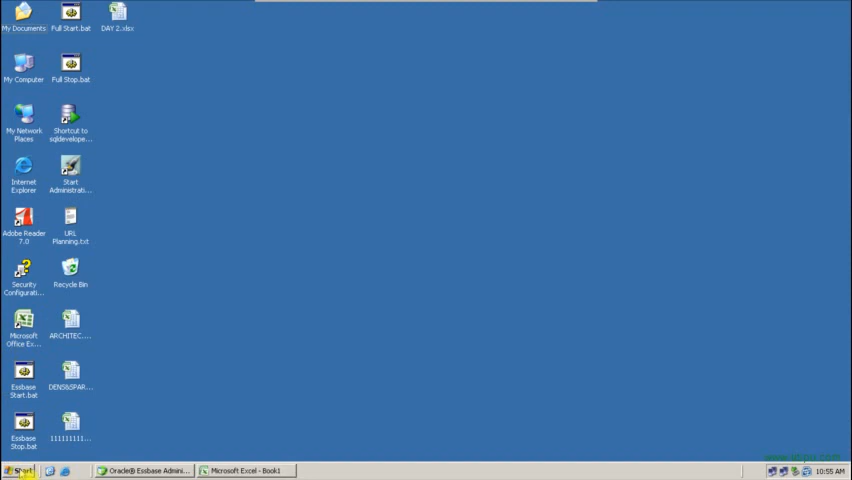 My Documents
Full Start.bat
DAY 2.xlsx
My Computer
Full Stop.bat
My Network
Places
Shortcut to
sqldevelope...
Internet
Explorer
Start
Administrati...
Adobe Reader
7.0
URL
Planning.txt
Security
Configurati...
Recycle Bin
Microsoft
Office Ex...
ARCHITEC....
Essbase
Start.bat
DENS&SPAR...
Essbase
Stop.bat
111111111...
Start
Oracle® Essbase Admini...
Microsoft Excel - Book1
10:55 AM